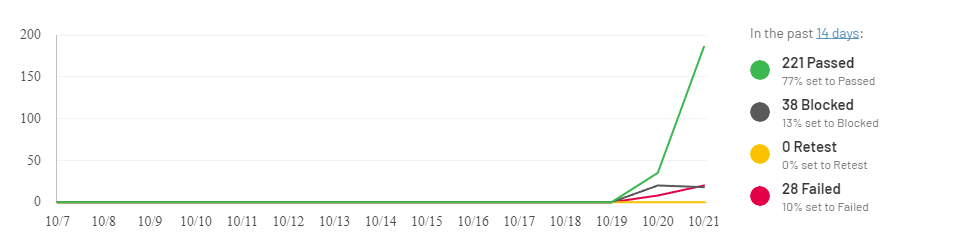 200
150
100
50
0
10/7 10/8 10/9 10/10 10/11 10/12 10/13 10/14 10/15 10/16 10/17 10/18 10/19 10/20 10/21
In the past 14 days:
221 Passed
77% set to Passed
38 Blocked
13% set to Blocked
0 Retest
0% set to Retest
28 Failed
10% set to Failed